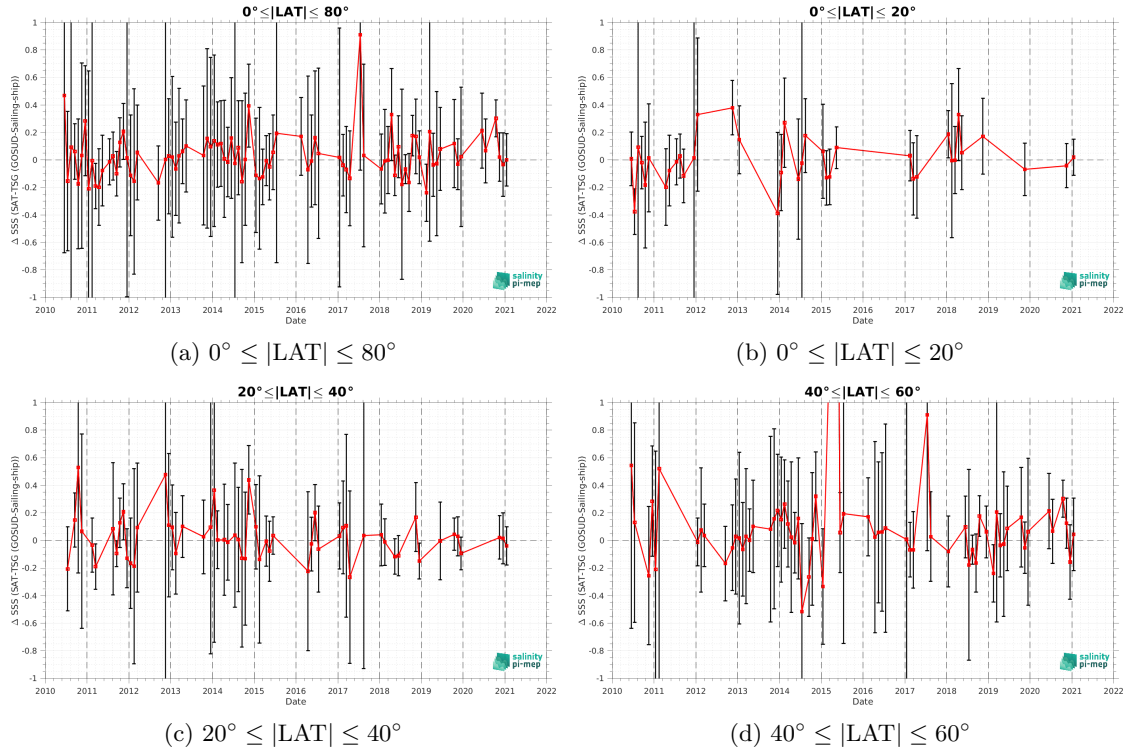 0°≤|LAT|≤ 80°
Δ SSS (SAT-TSG (GOSUD-Sailing-ship))
1
0.8
0.6
0.4
0.2
0
-0.2
-0.4
-0.6
-0.8
-1
2010 2011 2012 2013 2014 2015 2016 2017 2018 2019 2020 2021 2022
Date
salinity
pi-mep
(a) 0° ≤ |LAT| ≤ 80°
0°≤|LAT|≤ 20°
Δ SSS (SAT-TSG (GOSUD-Sailing-ship))
1
0.8
0.6
0.4
0.2
0
-0.2
-0.4
-0.6
-0.8
-1
2010 2011 2012 2013 2014 2015 2016 2017 2018 2019 2020 2021 2022
Date
salinity
pi-mep
(b) 0° ≤ |LAT| ≤ 20°
20°≤|LAT|≤ 40°
Δ SSS (SAT-TSG (GOSUD-Sailing-ship))
1
0.8
0.6
0.4
0.2
0
-0.2
-0.4
-0.6
-0.8
-1
2010 2011 2012 2013 2014 2015 2016 2017 2018 2019 2020 2021 2022
Date
salinity
pi-mep
(c) 20° ≤ |LAT| ≤ 40°
40°≤|LAT|≤ 60°
Δ SSS (SAT-TSG (GOSUD-Sailing-ship))
1
0.8
0.6
0.4
0.2
0
-0.2
-0.4
-0.6
-0.8
-1
2010 2011 2012 2013 2014 2015 2016 2017 2018 2019 2020 2021 2022
Date
salinity
pi-mep
(d) 40° ≤ |LAT| ≤ 60°